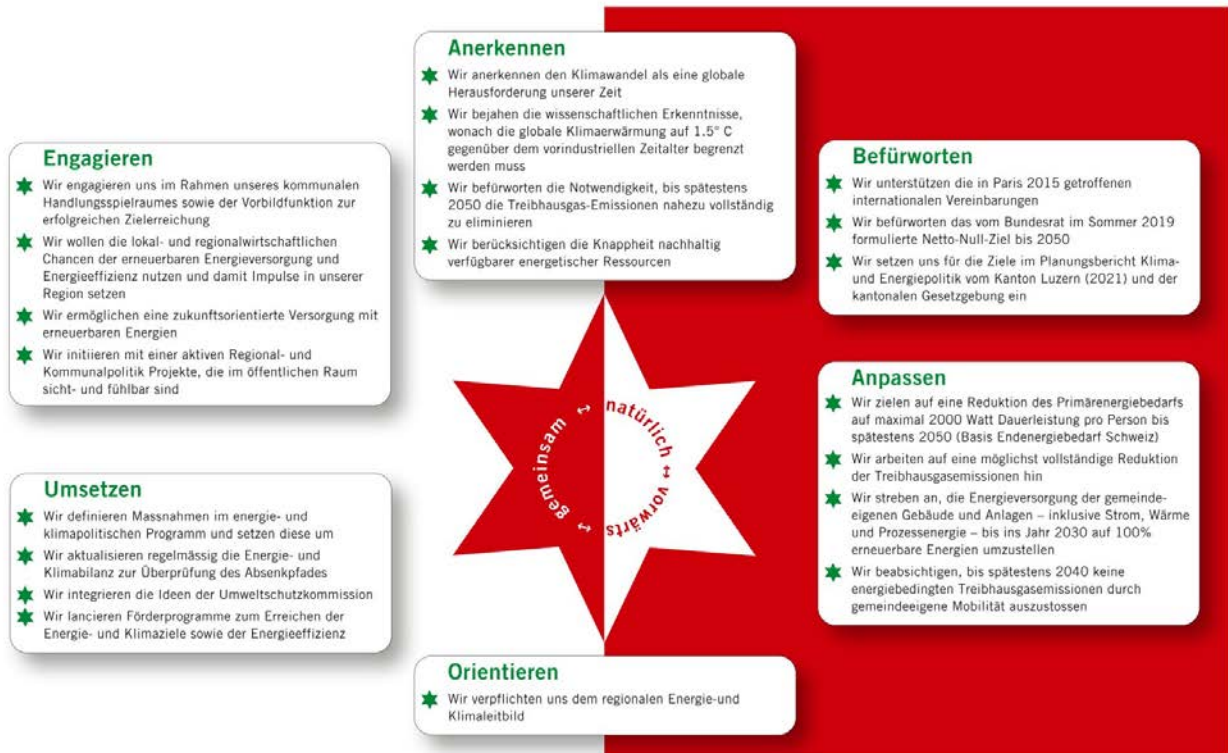 Anerkennen
Wir anerkennen den Klimawandel als eine globale
Herausforderung unserer Zeit
Wir bejahen die wissenschaftlichen Erkenntnisse,
wonach die globale Klimaerwärmung auf 1.5° C
gegenüber dem vorindustriellen Zeitalter begrenzt
werden muss
Wir befürworten die Notwendigkeit, bis spätestens
2050 die Treibhausgas-Emissionen nahezu vollständig
zu eliminieren
Wir berücksichtigen die Knappheit nachhaltig
verfügbarer energetischer Ressourcen
Befürworten
Wir unterstützen die in Paris 2015 getroffenen
internationalen Vereinbarungen
Wir befürworten das vom Bundesrat im Sommer 2019
formulierte Netto-Null-Ziel bis 2050
Wir setzen uns für die Ziele im Planungsbericht Klima-
und Energiepolitik vom Kanton Luzern (2021) und der
kantonalen Gesetzgebung ein
Anpassen
Wir zielen auf eine Reduktion des Primärenergiebedarfs
auf maximal 2000 Watt Dauerleistung pro Person bis
spätestens 2050 (Basis Endenergiebedarf Schweiz)
Wir arbeiten auf eine möglichst vollständige Reduktion
der Treibhausgasemissionen hin
Wir streben an, die Energieversorgung der gemeinde-
eigenen Gebäude und Anlagen – inklusive Strom, Wärme
und Prozessenergie – bis ins Jahr 2030 auf 100%
erneuerbare Energien umzustellen
Wir beabsichtigen, bis spätestens 2040 keine
energiebedingten Treibhausgasemissionen durch
gemeindeeigene Mobilität auszustossen
Orientieren
Wir verpflichten uns dem regionalen Energie-und
Klimaleitbild
Umsetzen
Wir definieren Massnahmen im energie- und
klimapolitischen Programm und setzen diese um
Wir aktualisieren regelmässig die Energie- und
Klimabilanz zur Überprüfung des Absenkpfades
Wir integrieren die Ideen der Umweltschutzkommission
Wir lancieren Förderprogramme zum Erreichen der
Energie- und Klimaziele sowie der Energieeffizienz
Engagieren
Wir engagieren uns im Rahmen unseres kommunalen
Handlungsspielraumes sowie der Vorbildfunktion zur
erfolgreichen Zielerreichung
Wir wollen die lokal- und regionalwirtschaftlichen
Chancen der erneuerbaren Energieversorgung und
Energieeffizienz nutzen und damit Impulse in unserer
Region setzen
Wir ermöglichen eine zukunftsorientierte Versorgung mit
erneuerbaren Energien
Wir initiieren mit einer aktiven Regional- und
Kommunalpolitik Projekte, die im öffentlichen Raum
sicht- und fühlbar sind
gemeinsam ↔ natürlich ↔ vorwärts ↔